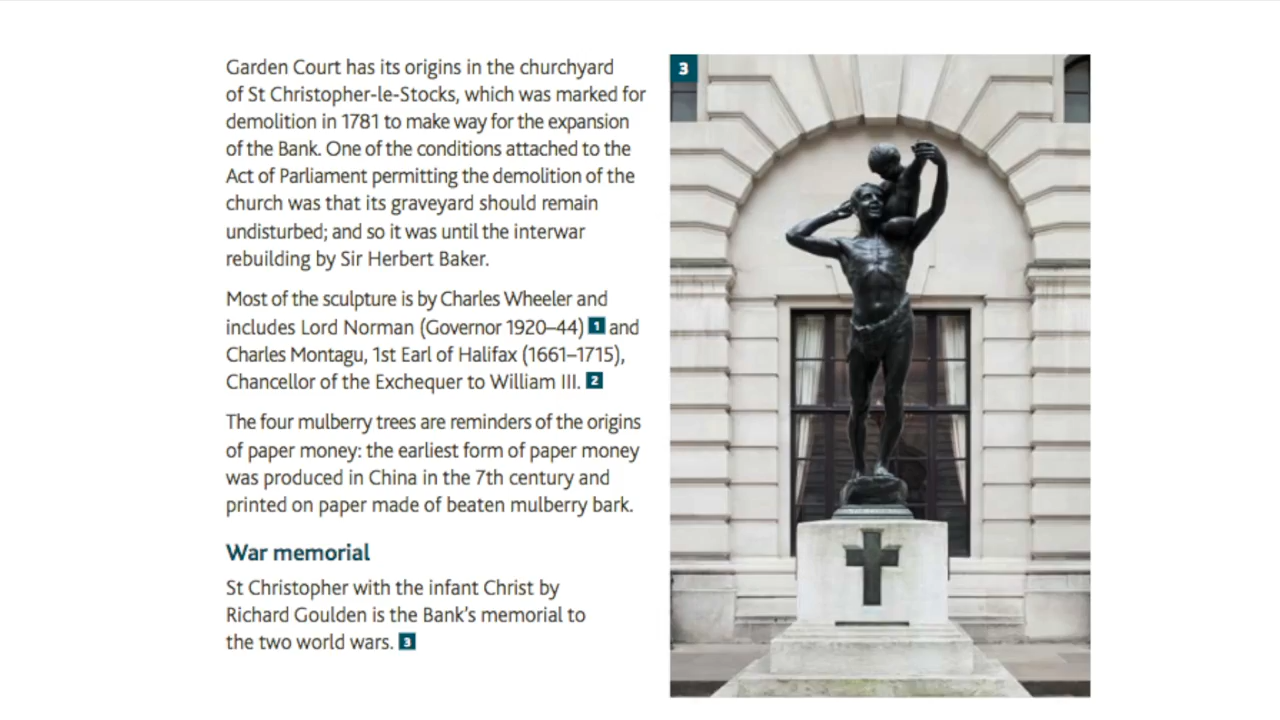 Garden Court has its origins in the churchyard
of St Christopher-le-Stocks, which was marked for
demolition in 1781 to make way for the expansion
of the Bank. One of the conditions attached to the
Act of Parliament permitting the demolition of the
church was that its graveyard should remain
undisturbed; and so it was until the interwar
rebuilding by Sir Herbert Baker.
Most of the sculpture is by Charles Wheeler and
includes Lord Norman (Governor 1920–44) 1 and
Charles Montagu, 1st Earl of Halifax (1661–1715),
Chancellor of the Exchequer to William III. 2
The four mulberry trees are reminders of the origins
of paper money: the earliest form of paper money
was produced in China in the 7th century and
printed on paper made of beaten mulberry bark.
War memorial
St Christopher with the infant Christ by
Richard Goulden is the Bank's memorial to
the two world wars. 3
3